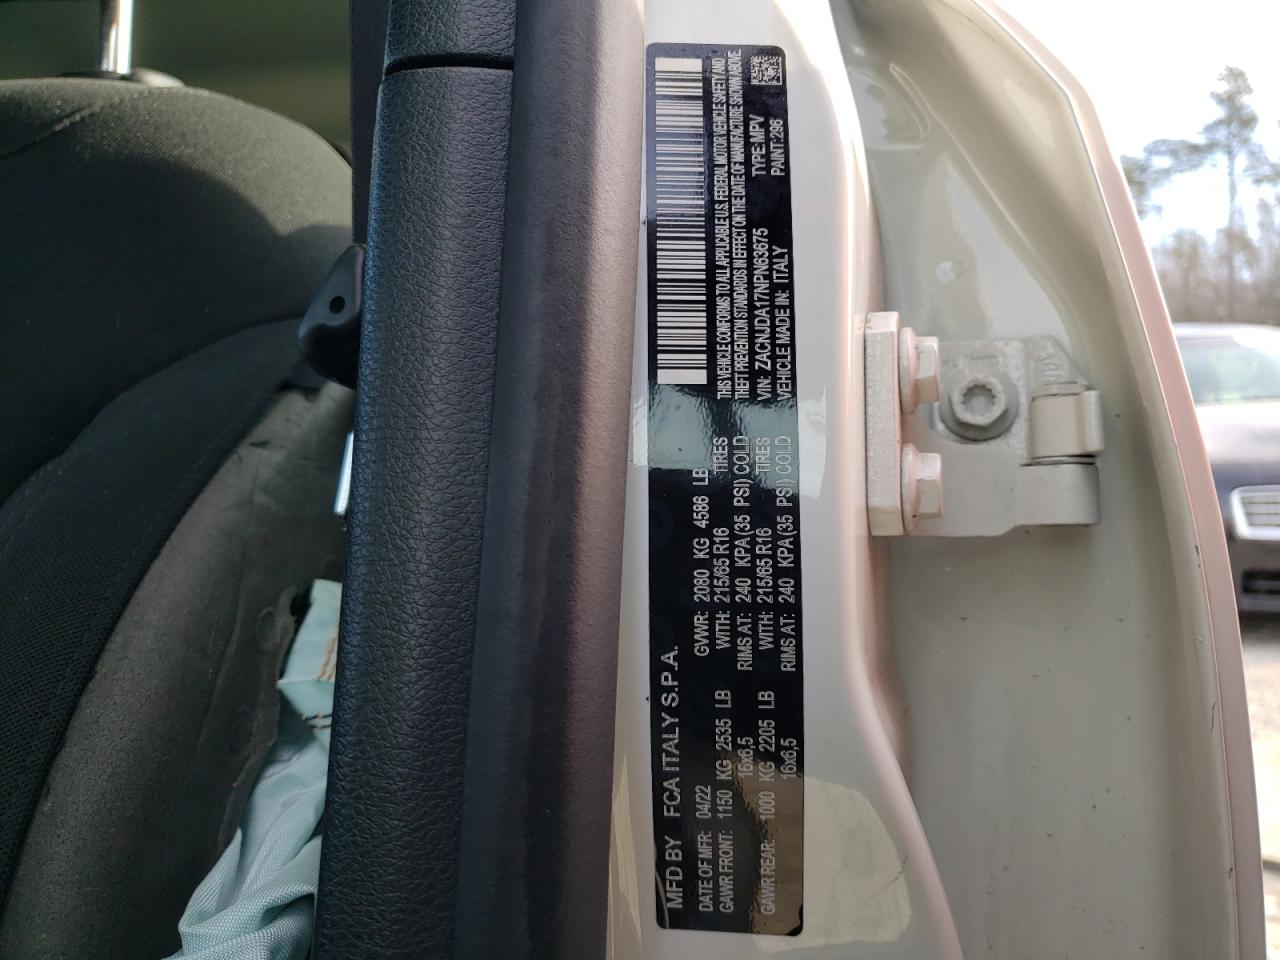 MFD BY FCA ITALY S.P.A.
DATE OF MFR: 04/22 GVWR: 2080 KG 4586 LB
GAWR FRONT: 1150 KG 2535 LB WITH: 215/65 R16 TIRES
16x6,5 RIMS AT: 240 KPA(35 PSI) COLD
GAWR REAR: 1000 KG 2205 LB WITH: 215/65 R16 TIRES
16x6,5 RIMS AT: 240 KPA(35 PSI) COLD
THIS VEHICLE CONFORMS TO ALL APPLICABLE U.S. FEDERAL MOTOR VEHICLE SAFETY AND
THEFT PREVENTION STANDARDS IN EFFECT ON THE DATE OF MANUFACTURE SHOWN ABOVE.
VIN: ZACNJDA17NPN63675 TYPE:MPV
VEHICLE MADE IN: ITALY PAINT:296